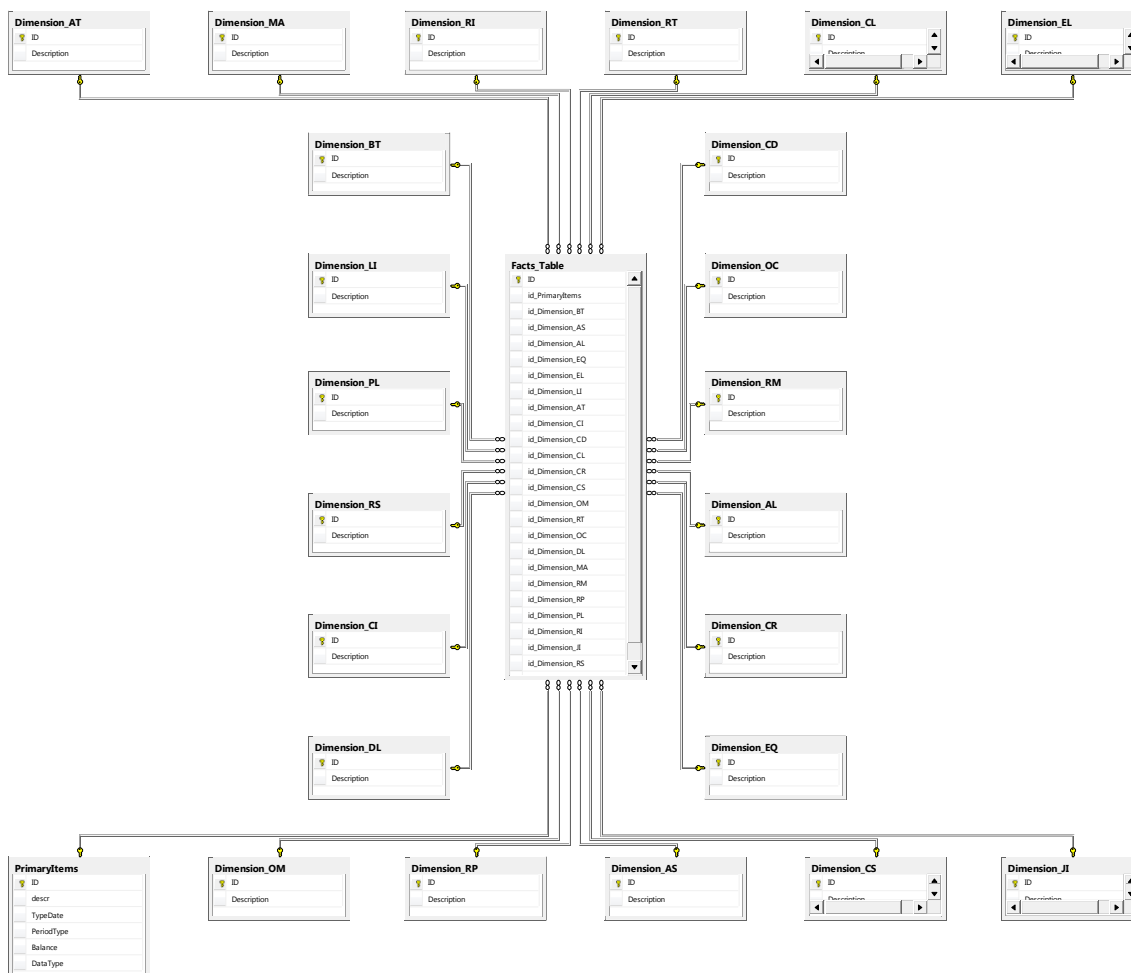 Dimension_AT
ID
Description
Dimension_MA
ID
Description
Dimension_RI
ID
Description
Dimension_RT
ID
Description
Dimension_CL
ID
Description
Dimension_EL
ID
Description
Dimension_BT
ID
Description
Dimension_CD
ID
Description
Dimension_LI
ID
Description
Dimension_OC
ID
Description
Dimension_PL
ID
Description
Dimension_RM
ID
Description
Dimension_RS
ID
Description
Dimension_AL
ID
Description
Dimension_CI
ID
Description
Dimension_CR
ID
Description
Dimension_DL
ID
Description
Dimension_EQ
ID
Description
Facts_Table
ID
id_PrimaryItems
id_Dimension_BT
id_Dimension_AS
id_Dimension_AL
id_Dimension_EQ
id_Dimension_EL
id_Dimension_LI
id_Dimension_AT
id_Dimension_CI
id_Dimension_CD
id_Dimension_CL
id_Dimension_CR
id_Dimension_CS
id_Dimension_OM
id_Dimension_RT
id_Dimension_OC
id_Dimension_DL
id_Dimension_MA
id_Dimension_RM
id_Dimension_RP
id_Dimension_PL
id_Dimension_RI
id_Dimension_JI
id_Dimension_RS
PrimaryItems
ID
descr
TypeDate
PeriodType
Balance
DataType
Dimension_OM
ID
Description
Dimension_RP
ID
Description
Dimension_AS
ID
Description
Dimension_CS
ID
Description
Dimension_JI
ID
Description